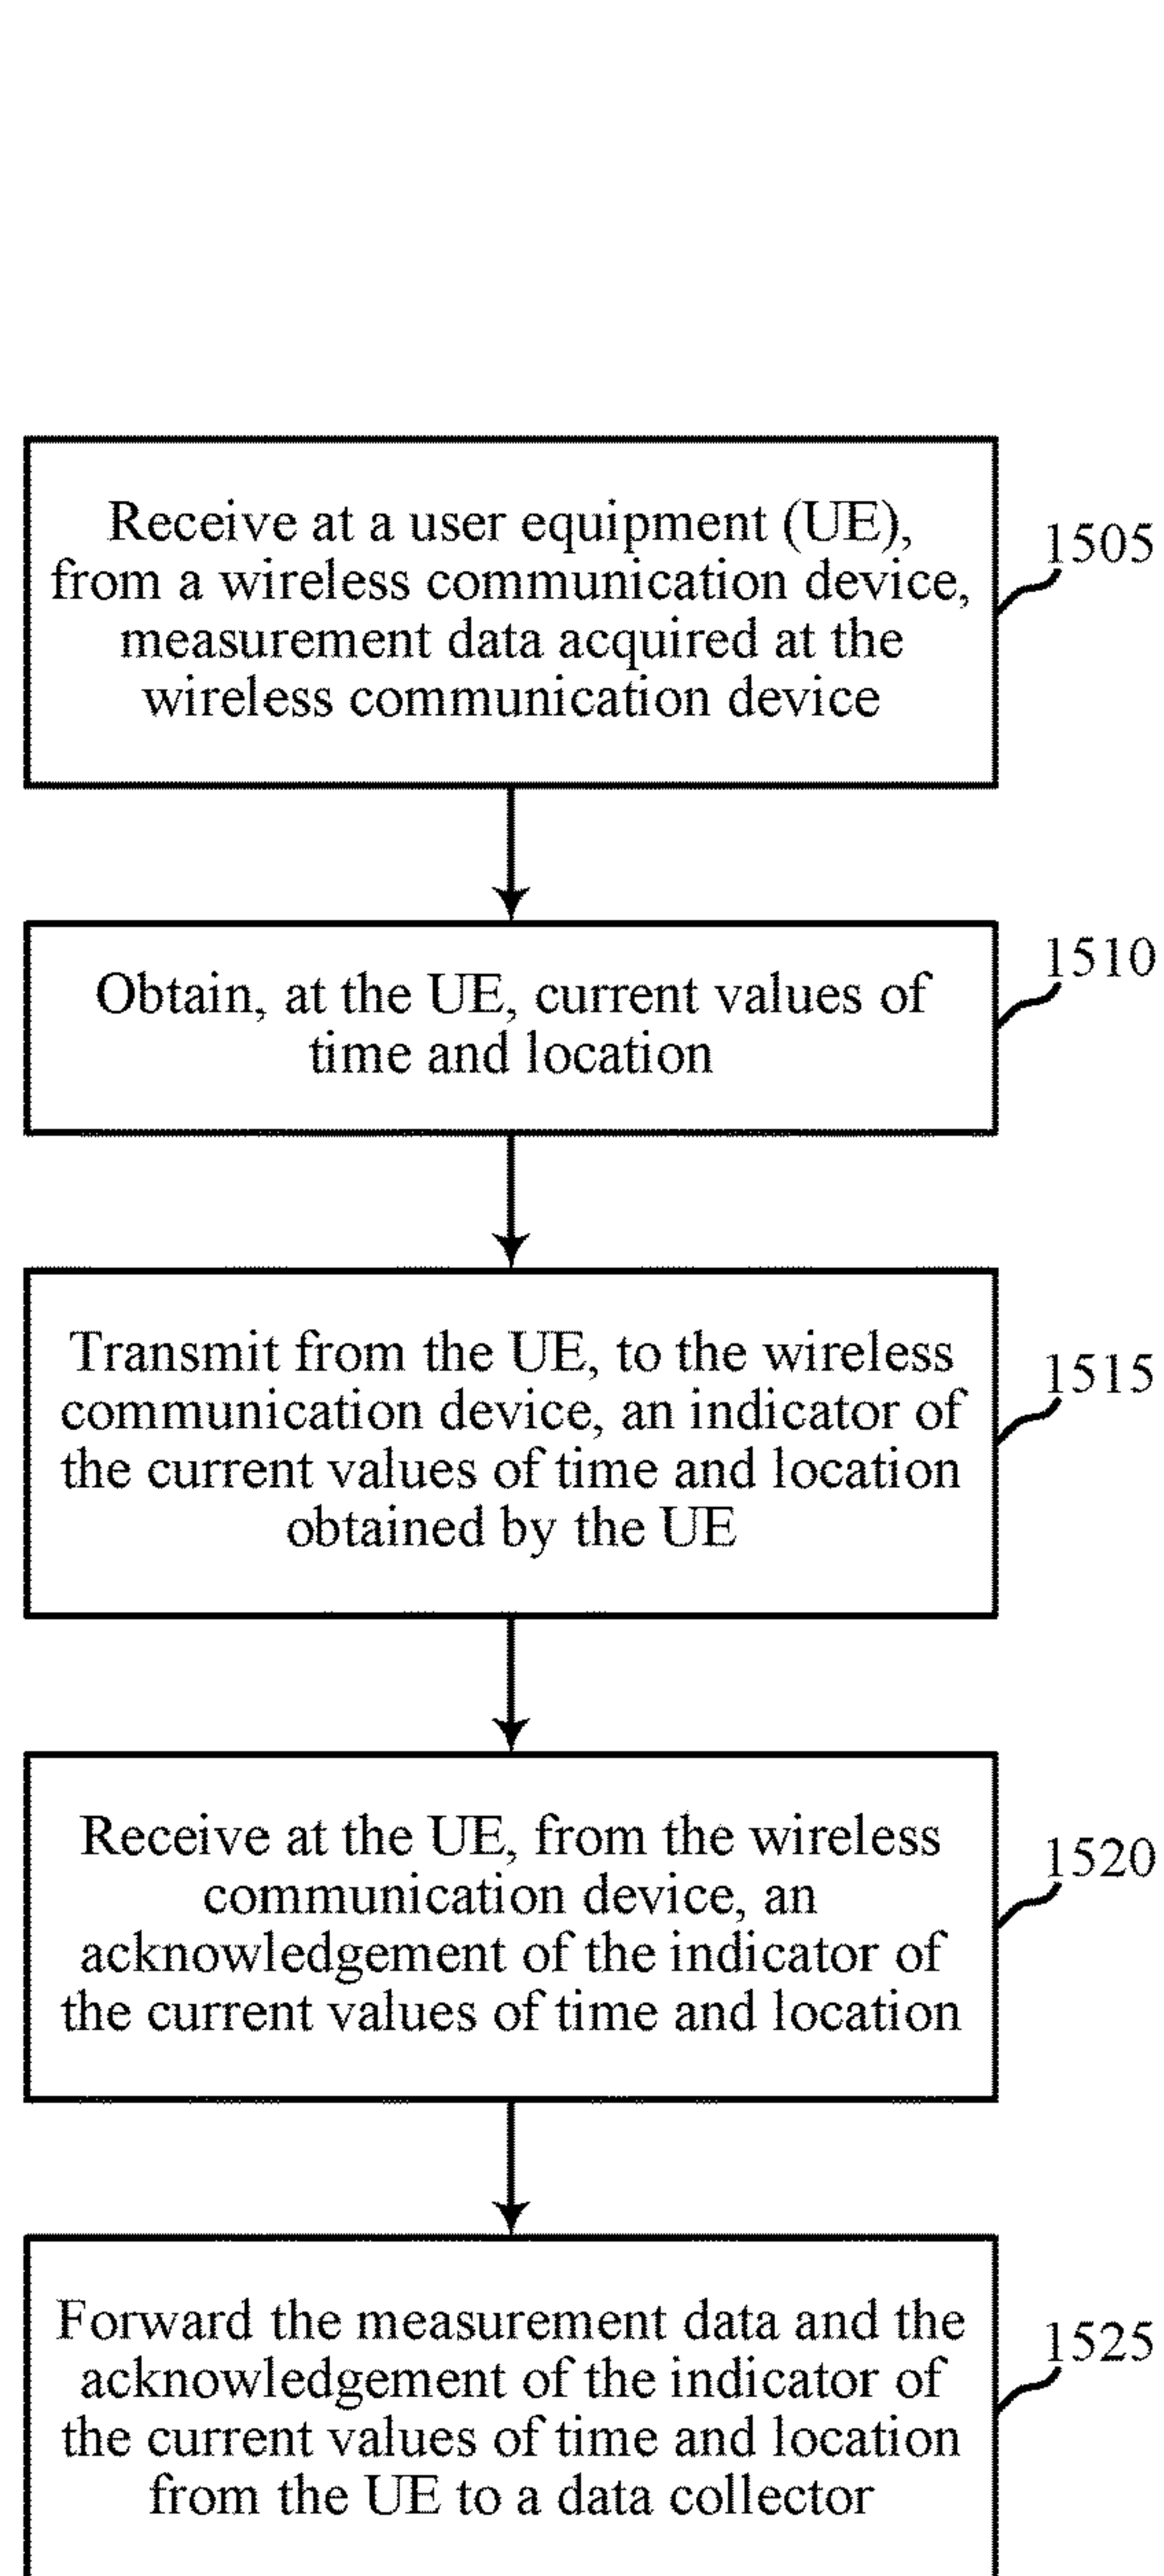 Receive at a user equipment (UE),
from a wireless communication device,
measurement data acquired at the
wireless communication device
1505
Obtain, at the UE, current values of
time and location
1510
Transmit from the UE, to the wireless
communication device, an indicator of
the current values of time and location
obtained by the UE
1515
Receive at the UE, from the wireless
communication device, an
acknowledgement of the indicator of
the current values of time and location
1520
Forward the measurement data and the
acknowledgement of the indicator of
the current values of time and location
from the UE to a data collector
1525